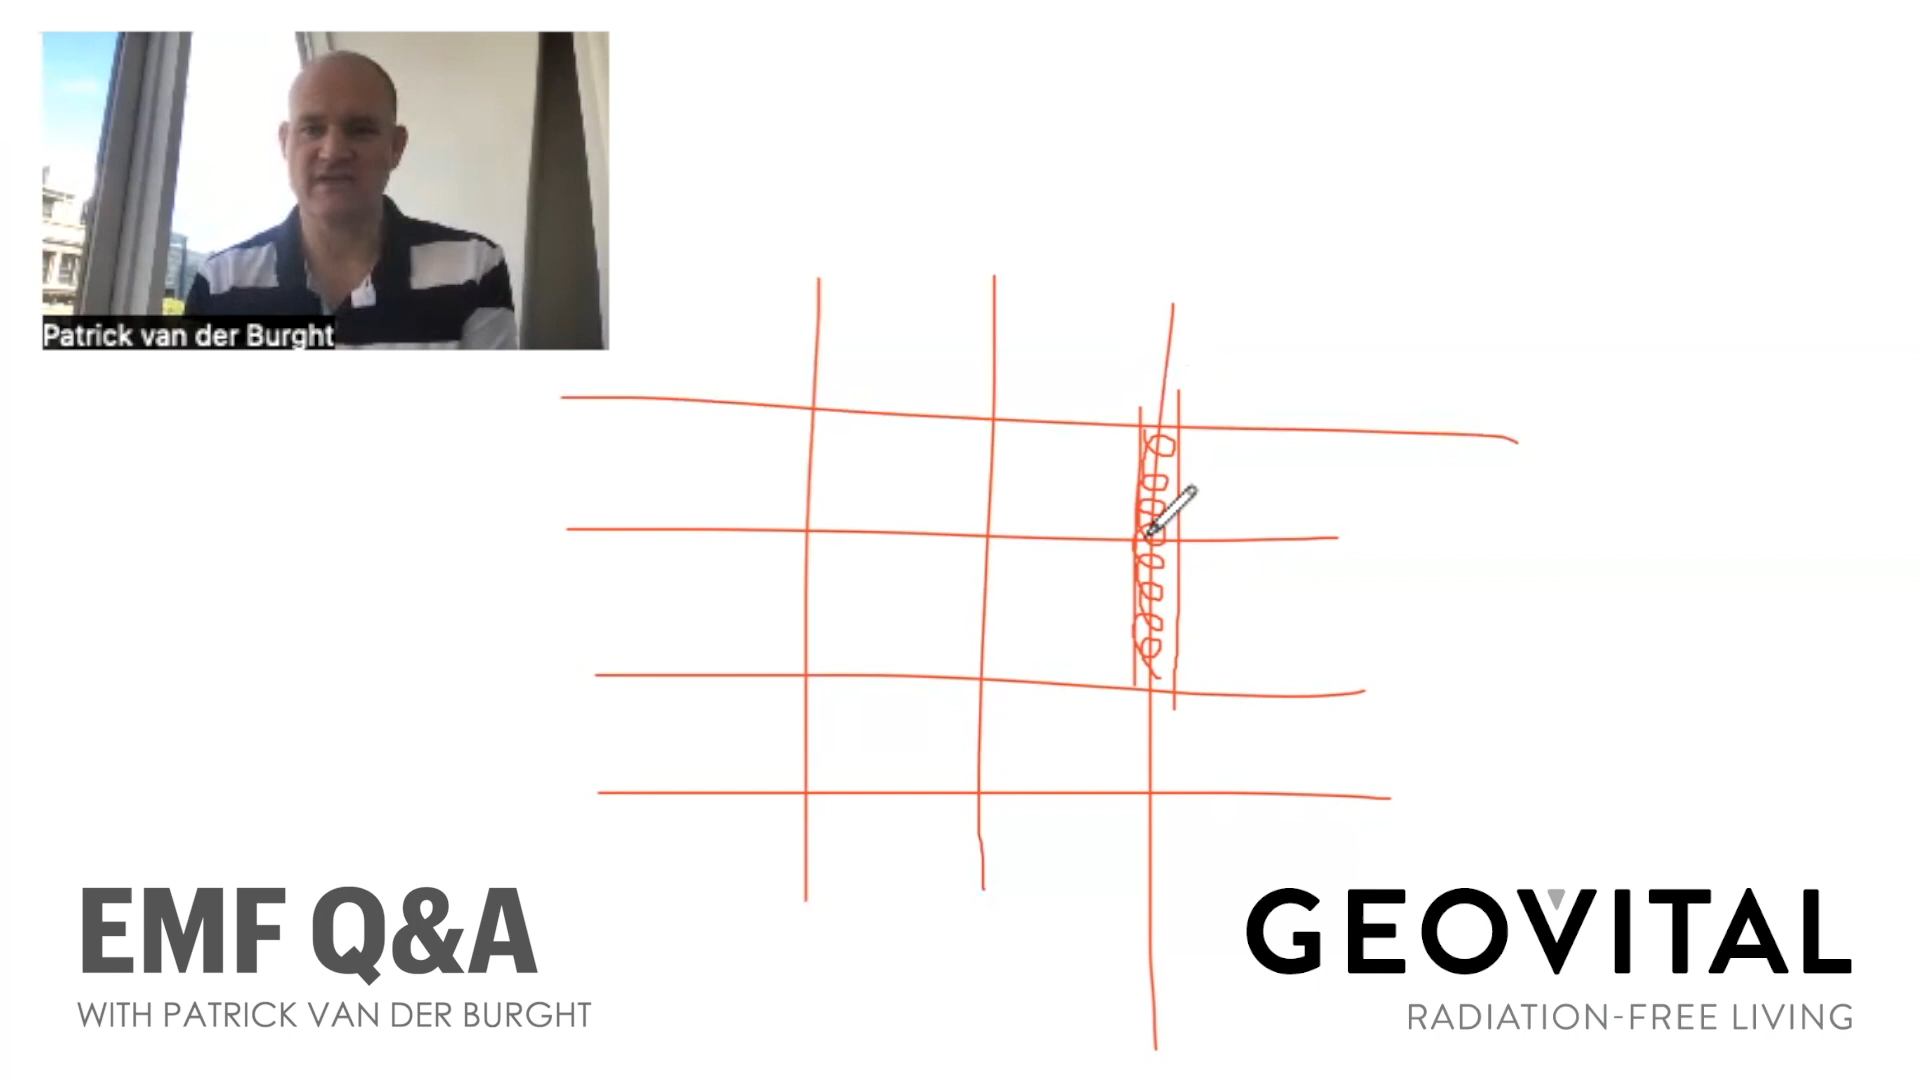 Patrick van der Burght
EMF Q&A
WITH PATRICK VAN DER BURGHT
GEOVITAL
RADIATION-FREE LIVING